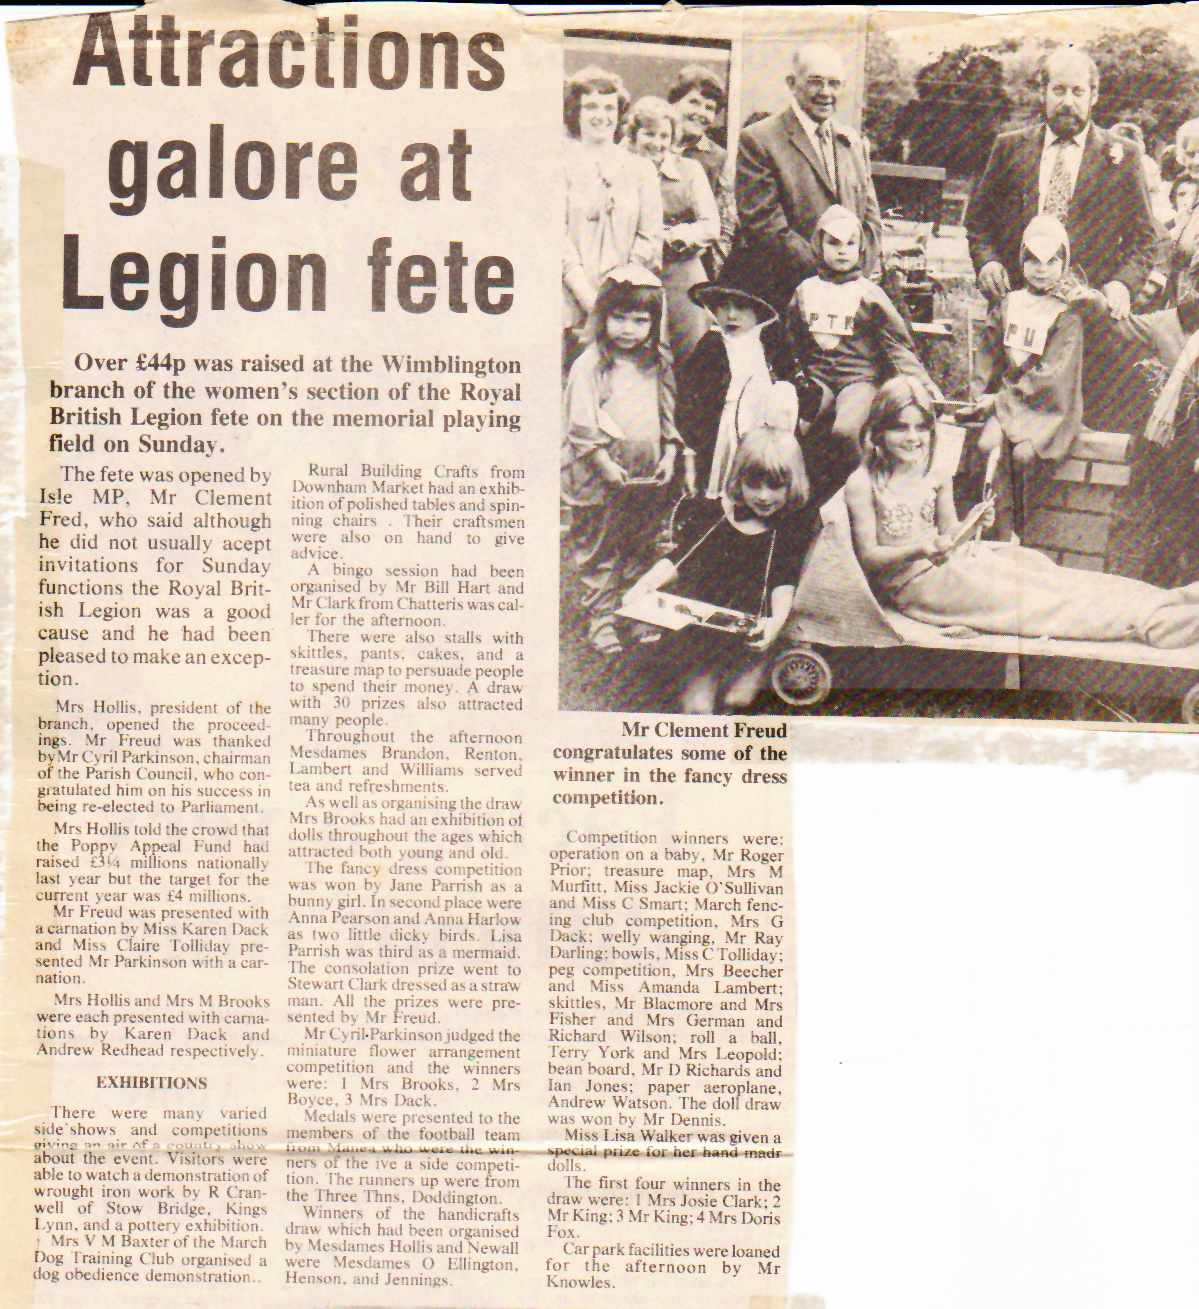 Attractions
galore at
Legion fete
Over £44p was raised at the Wimblington
branch of the women's section of the Royal
British Legion fete on the memorial playing
field on Sunday.
The fete was opened by
Isle MP, Mr Clement
Fred, who said although
he did not usually acept
invitations for Sunday
functions the Royal Brit-
ish Legion was a good
cause and he had been
pleased to make an excep-
tion.
Mrs Hollis, president of the
branch, opened the proceed-
ings. Mr Freud was thanked
by Mr Cyril Parkinson, chairman
of the Parish Council, who con-
gratulated him on his success in
being re-elected to Parliament.
Mrs Hollis told the crowd that
the Poppy Appeal Fund had
raised £3¼ millions nationally
last year but the target for the
current year was £4 millions.
Mr Freud was presented with
a carnation by Miss Karen Dack
and Miss Claire Tolliday pre-
sented Mr Parkinson with a car-
nation.
Mrs Hollis and Mrs M Brooks
were each presented with carna-
tions by Karen Dack and
Andrew Redhead respectively.
EXHIBITIONS
There were many varied
side shows and competitions
giving an air of a country show
about the event. Visitors were
able to watch a demonstration of
wrought iron work by R Cran-
well of Stow Bridge, Kings
Lynn, and a pottery exhibition.
Mrs V M Baxter of the March
Dog Training Club organised a
dog obedience demonstration..
Rural Building Crafts from
Downham Market had an exhib-
ition of polished tables and spin-
ning chairs . Their craftsmen
were also on hand to give
advice.
A bingo session had been
organised by Mr Bill Hart and
Mr Clark from Chatteris was cal-
ler for the afternoon.
There were also stalls with
skittles, pants, cakes, and a
treasure map to persuade people
to spend their money. A draw
with 30 prizes also attracted
many people.
Throughout the afternoon
Mesdames Brandon, Renton,
Lambert and Williams served
tea and refreshments.
As well as organising the draw
Mrs Brooks had an exhibition of
dolls throughout the ages which
attracted both young and old.
The fancy dress competition
was won by Jane Parrish as a
bunny girl. In second place were
Anna Pearson and Anna Harlow
as two little dicky birds. Lisa
Parrish was third as a mermaid.
The consolation prize went to
Stewart Clark dressed as a straw
man. All the prizes were pre-
sented by Mr Freud.
Mr Cyril Parkinson judged the
miniature flower arrangement
competition and the winners
were: 1 Mrs Brooks, 2 Mrs
Boyce, 3 Mrs Dack.
Medals were presented to the
members of the football team
from Manea who were the win-
ners of the ive a side competi-
tion. The runners up were from
the Three Thns, Doddington.
Winners of the handicrafts
draw which had been organised
by Mesdames Hollis and Newall
were Mesdames O Ellington,
Henson, and Jennings.
PTR
PU
Mr Clement Freud
congratulates some of the
winner in the fancy dress
competition.
Competition winners were:
operation on a baby, Mr Roger
Prior; treasure map, Mrs M
Murfitt, Miss Jackie O'Sullivan
and Miss C Smart; March fenc-
ing club competition, Mrs G
Dack; welly wanging, Mr Ray
Darling; bowls, Miss C Tolliday;
peg competition, Mrs Beecher
and Miss Amanda Lambert;
skittles, Mr Blacmore and Mrs
Fisher and Mrs German and
Richard Wilson; roll a ball,
Terry York and Mrs Leopold;
bean board, Mr D Richards and
Ian Jones; paper aeroplane,
Andrew Watson. The doll draw
was won by Mr Dennis.
Miss Lisa Walker was given a
special prize for her hand madr
dolls.
The first four winners in the
draw were: 1 Mrs Josie Clark; 2
Mr King; 3 Mr King; 4 Mrs Doris
Fox.
Car park facilities were loaned
for the afternoon by Mr
Knowles.